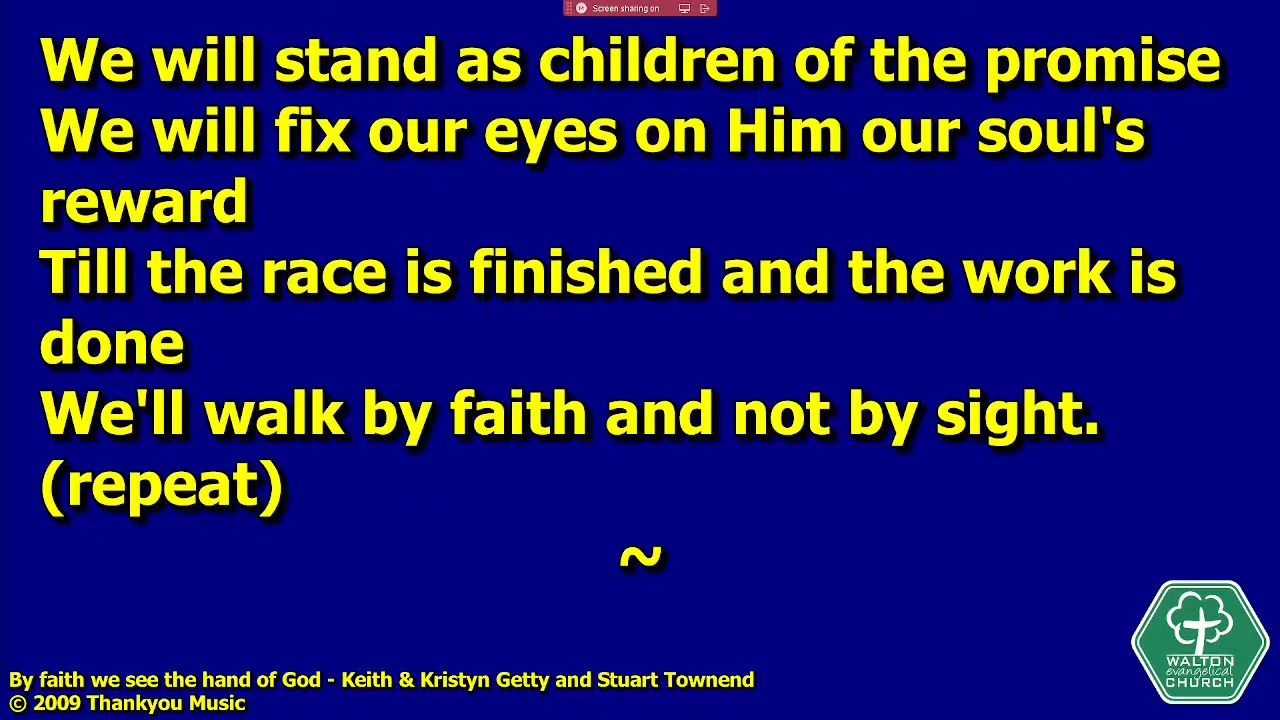 Screen sharing on
We will stand as children of the promise
We will fix our eyes on Him our soul's
reward
Till the race is finished and the work is
done
We'll walk by faith and not by sight.
(repeat)
~
WALTON
evangelical
CHURCH
By faith we see the hand of God - Keith & Kristyn Getty and Stuart Townend
© 2009 Thankyou Music